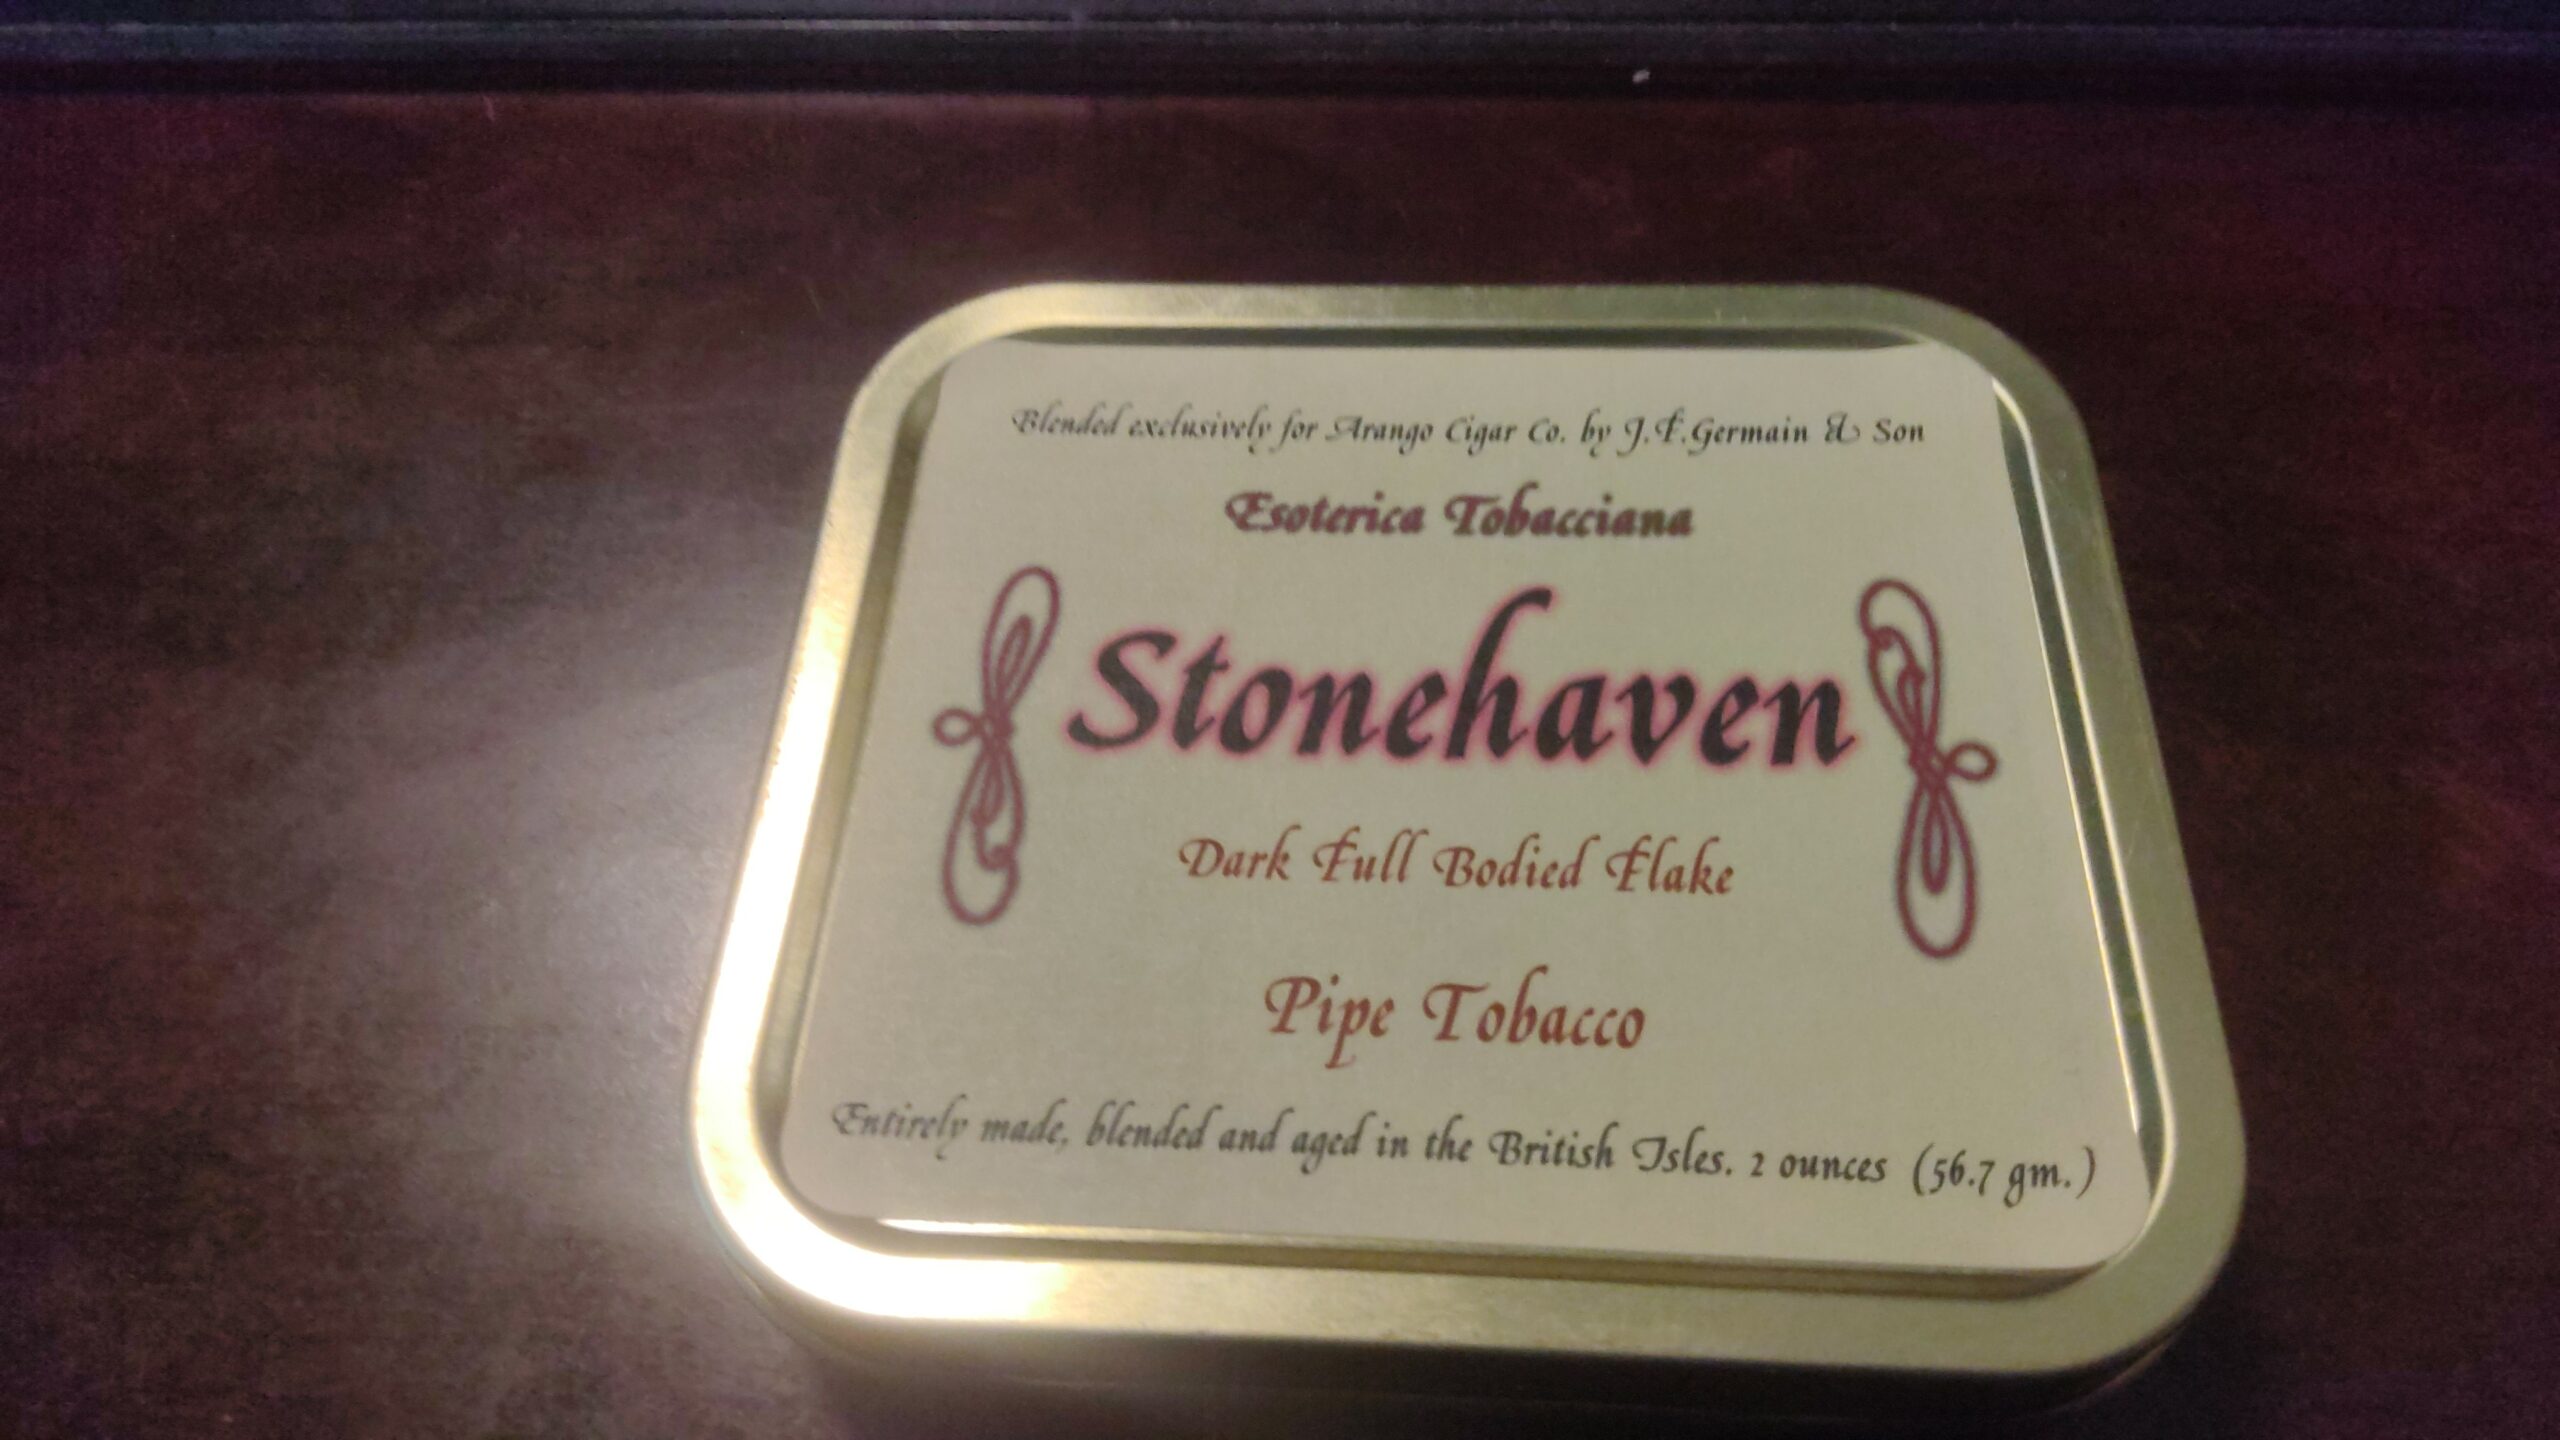 Blended exclusively for Arango Cigar Co. by J.F.Germain & Son
Esoterica Tobacciana
Stonehaven
Dark Full Bodied Flake
Pipe Tobacco
Entirely made, blended and aged in the British Isles. 2 ounces (56.7 gm.)